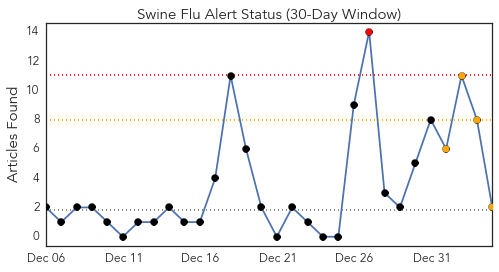 Swine Flu Alert Status (30-Day Window)
Articles Found
14
12
10
8
6
4
2
0
Dec 06
Dec 11
Dec 16
Dec 21
Dec 26
Dec 31